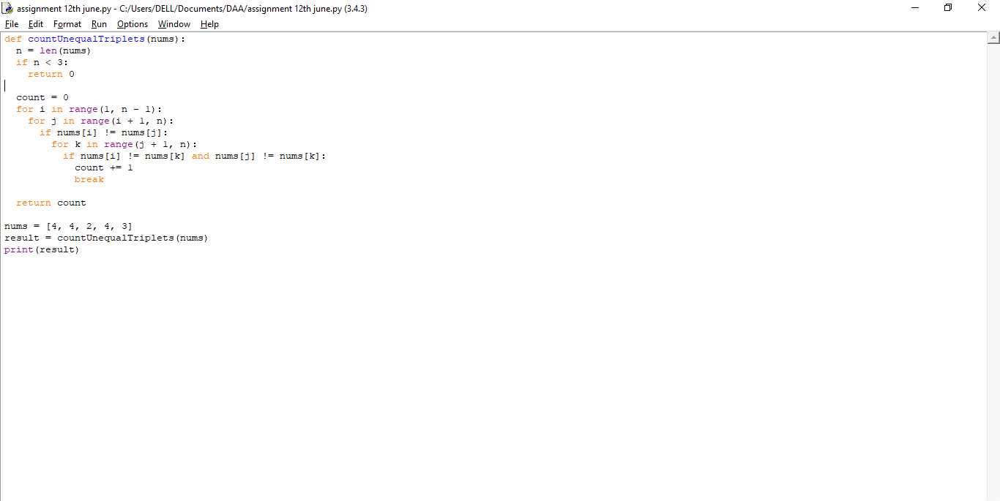 assignment 12th june.py - C:/Users/DELL/Documents/DAA/assignment 12th june.py (3.4.3)
File Edit Format Run Options Window Help
def countUnequalTriplets(nums):
  n = len(nums)
  if n < 3:
    return 0
  count = 0
  for i in range(1, n - 1):
    for j in range(i + 1, n):
      if nums[i] != nums[j]:
        for k in range(j + 1, n):
          if nums[i] != nums[k] and nums[j] != nums[k]:
            count += 1
            break
  return count
nums = [4, 4, 2, 4, 3]
result = countUnequalTriplets(nums)
print(result)